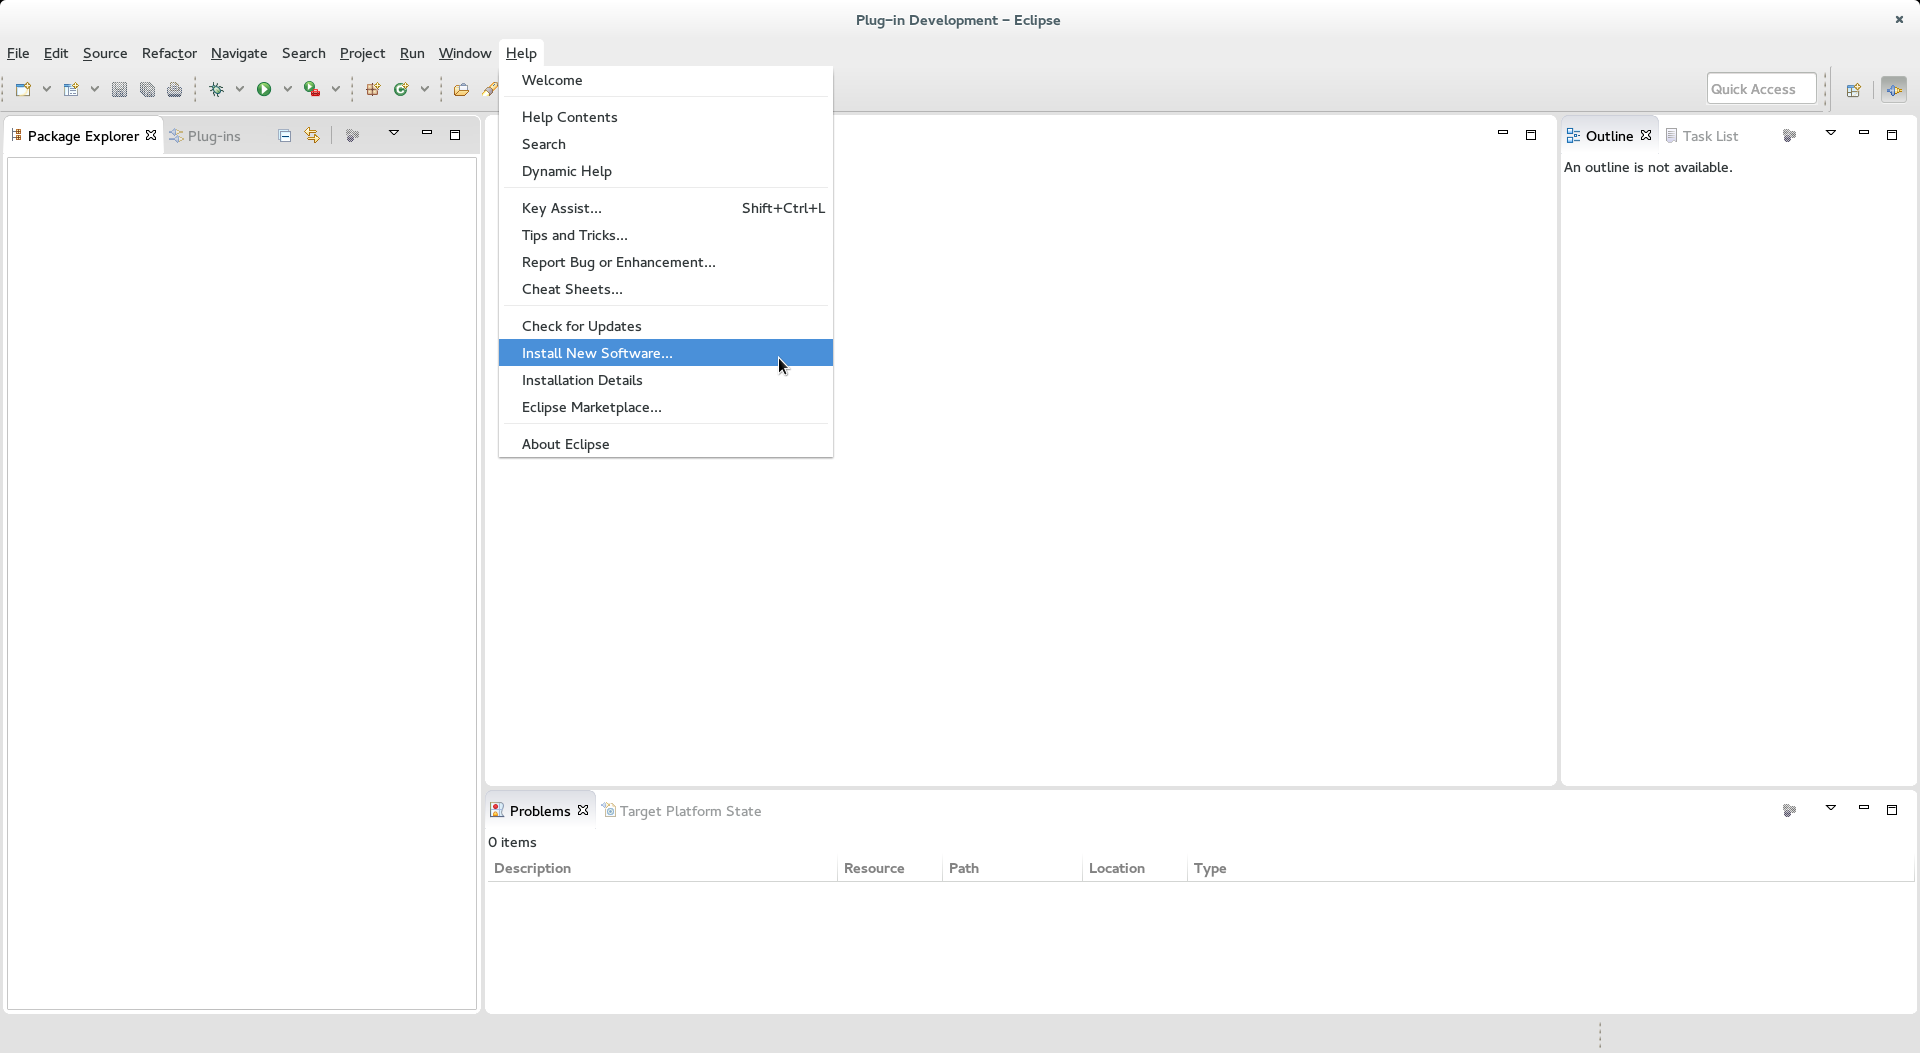 Plug-in Development - Eclipse
File Edit Source Refactor Navigate Search Project Run Window Help
Quick Access
Welcome
Help Contents
Search
Dynamic Help
Key Assist... Shift+Ctrl+L
Tips and Tricks...
Report Bug or Enhancement...
Cheat Sheets...
Check for Updates
Install New Software...
Installation Details
Eclipse Marketplace...
About Eclipse
Package Explorer Plug-ins
Outline Task List
An outline is not available.
Problems Target Platform State
0 items
Description Resource Path Location Type